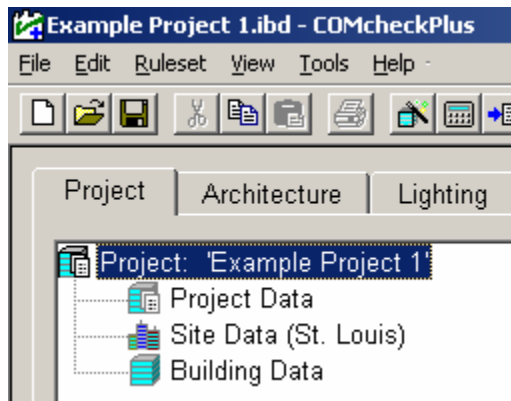 Example Project 1.ibd - COMcheckPlus
File Edit Ruleset View Tools Help
Project Architecture Lighting
Project: 'Example Project 1'
Project Data
Site Data (St. Louis)
Building Data